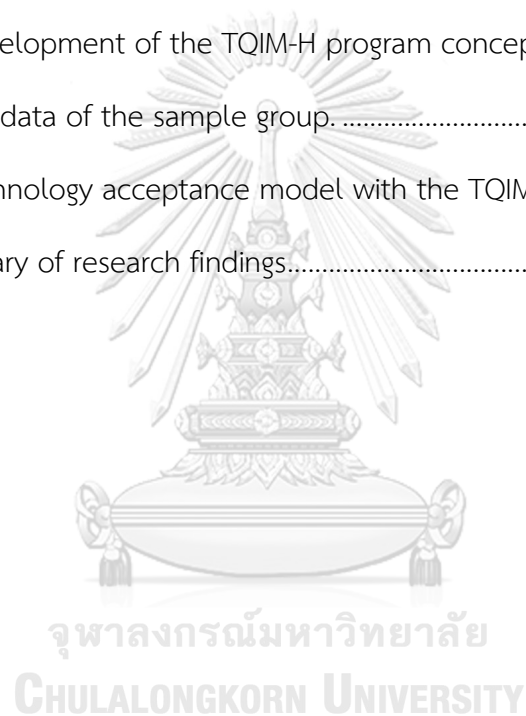 elopment of the TQIM-H program concep
data of the sample group. ............................
nology acceptance model with the TQIM
ary of research findings....................................
จุฬาลงกรณ์มหาวิทยาลัย
CHULALONGKORN UNIVERSITY